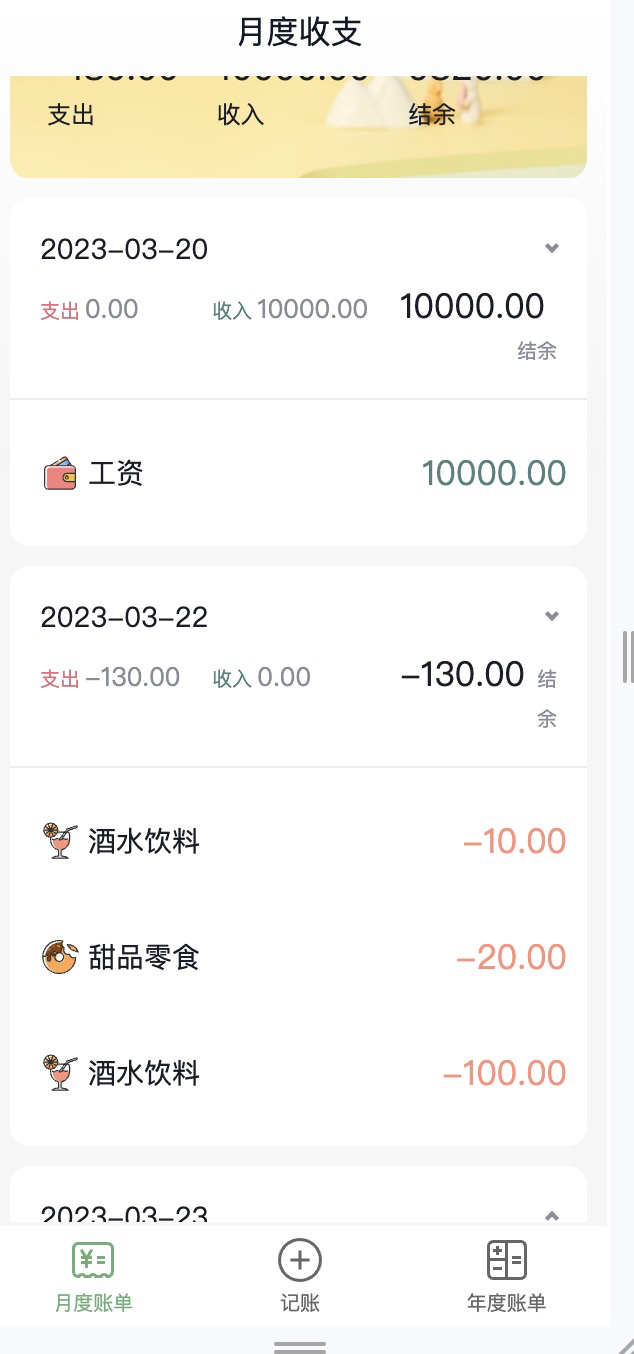 月度收支
支出 收入 结余
2023-03-20
支出 0.00 收入 10000.00 10000.00
结余
工资 10000.00
2023-03-22
支出 -130.00 收入 0.00 -130.00 结
余
酒水饮料 -10.00
甜品零食 -20.00
酒水饮料 -100.00
2023-03-23
月度账单 记账 年度账单